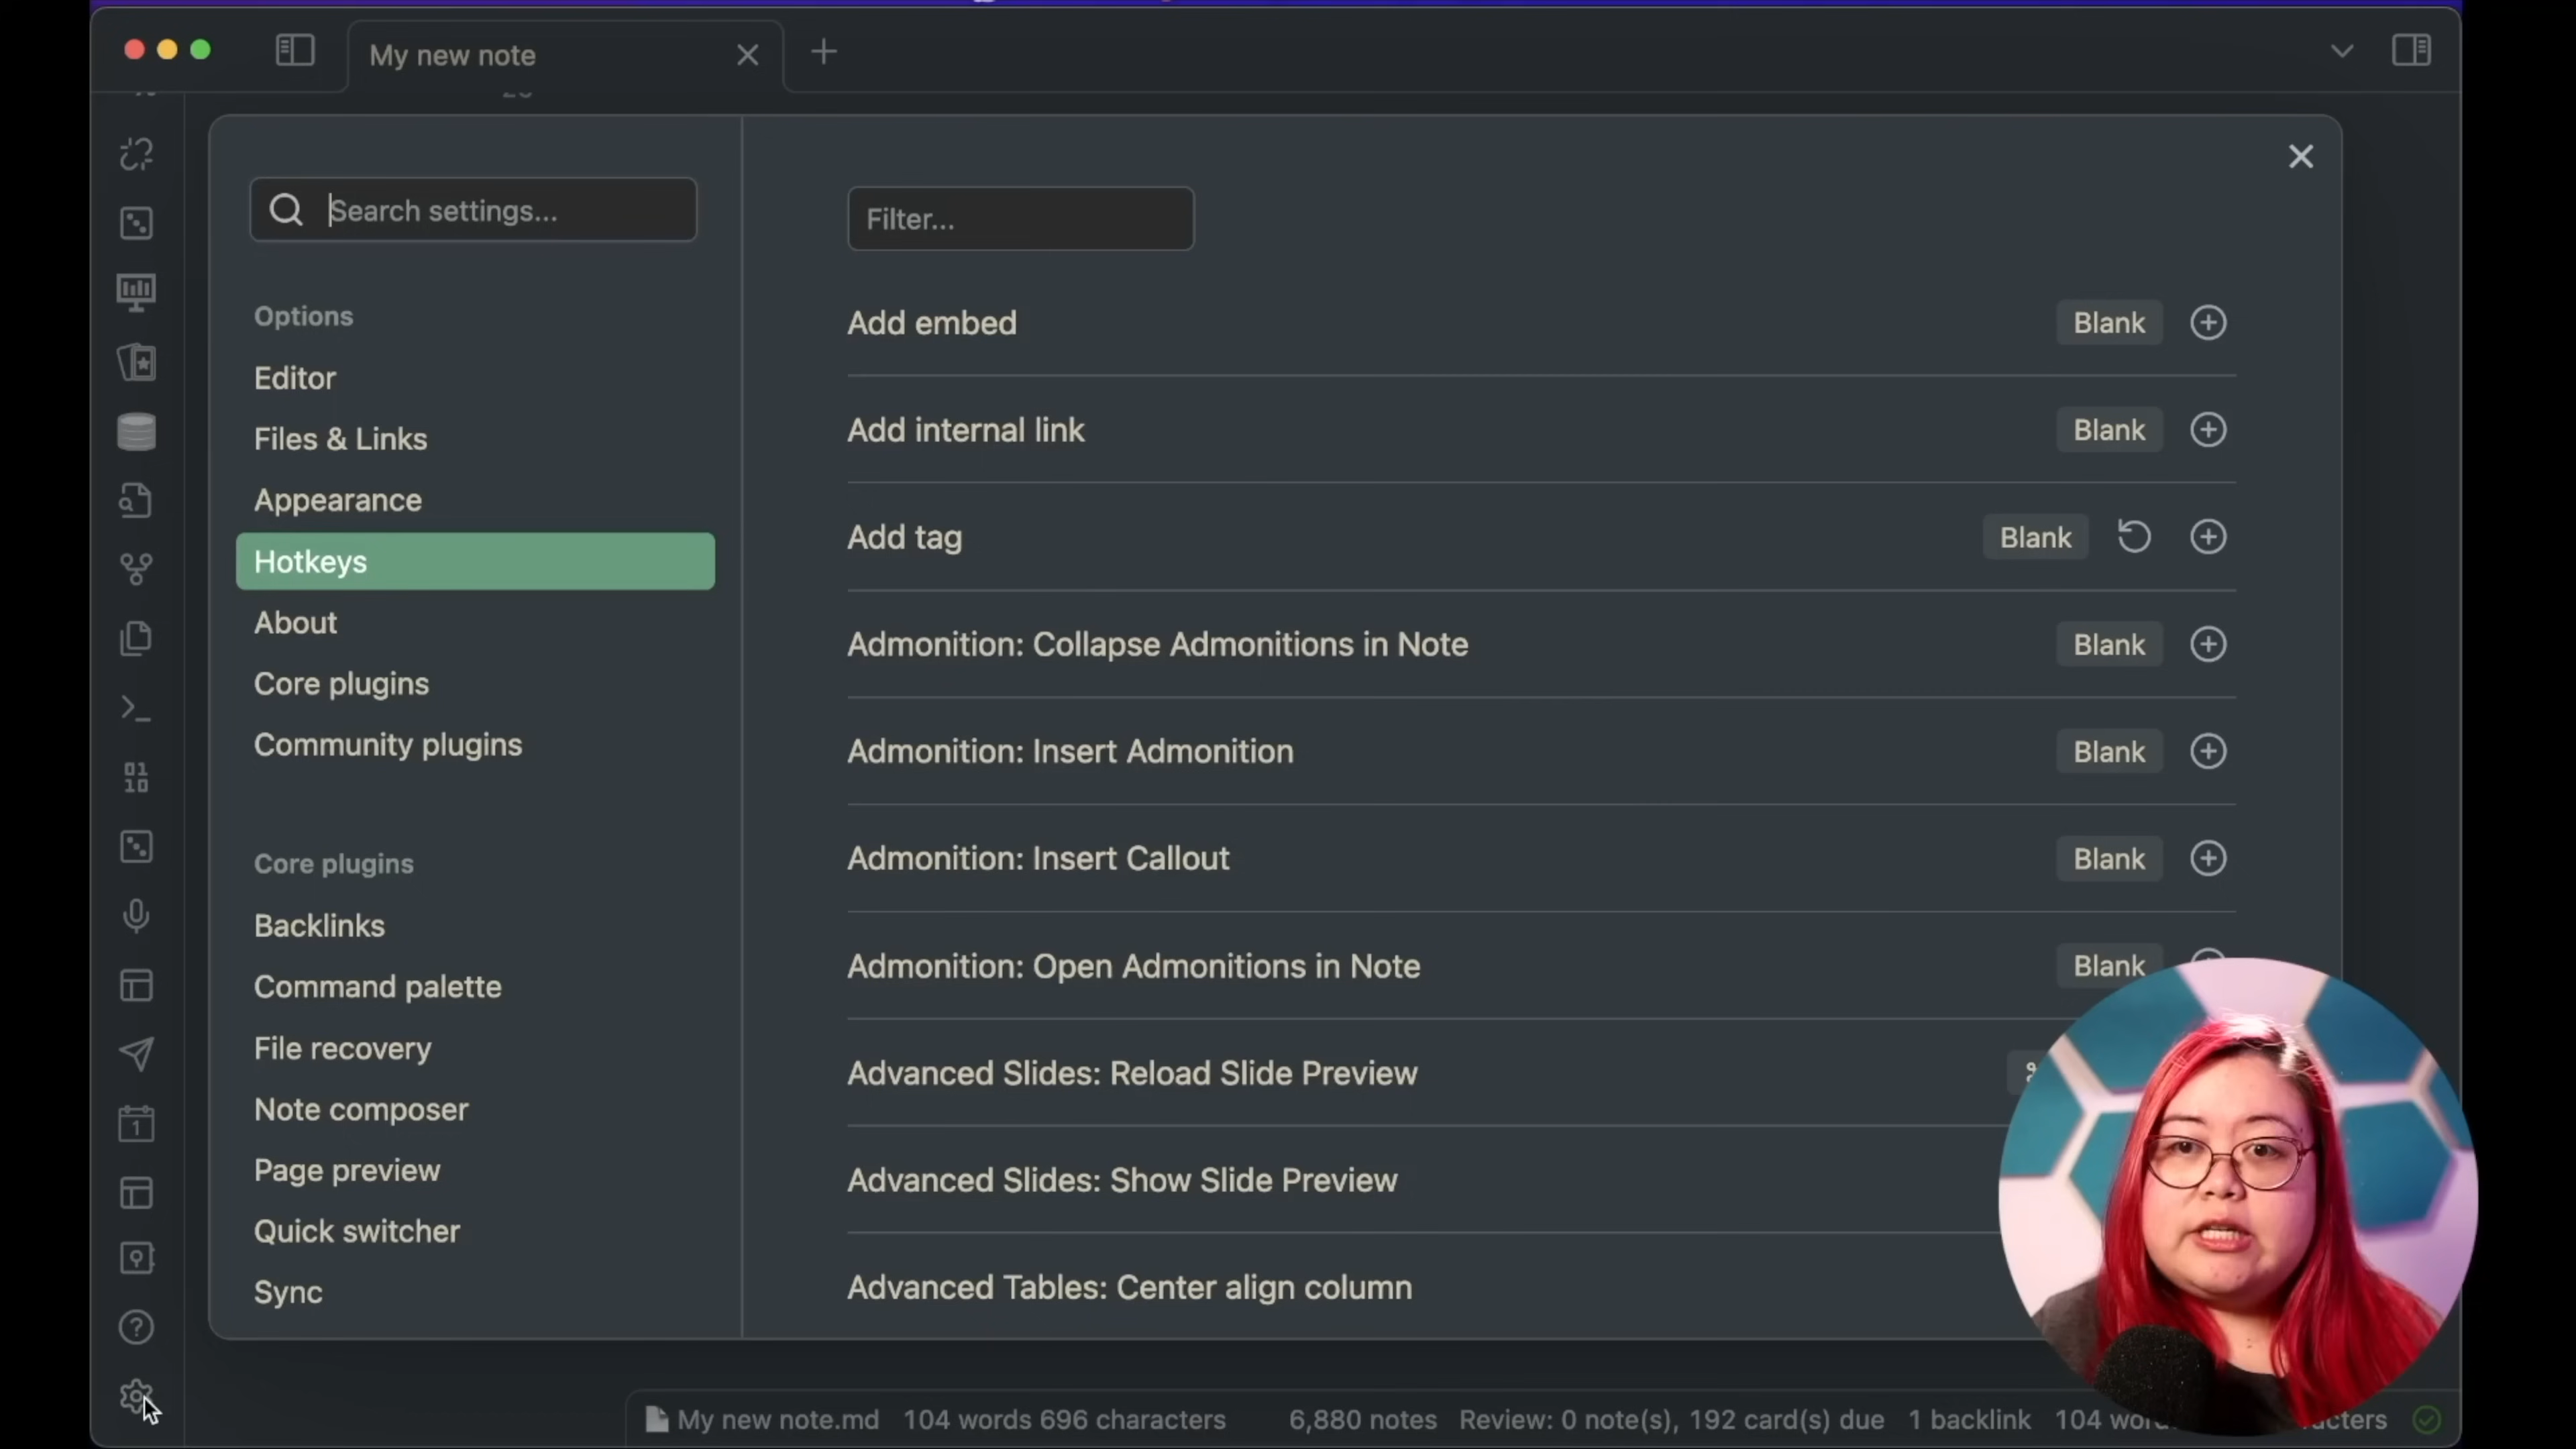 My new note
Search settings...
Filter...
Options
Editor
Files & Links
Appearance
Hotkeys
About
Core plugins
Community plugins
Core plugins
Backlinks
Command palette
File recovery
Note composer
Page preview
Quick switcher
Sync
Add embed Blank
Add internal link Blank
Add tag Blank
Admonition: Collapse Admonitions in Note Blank
Admonition: Insert Admonition Blank
Admonition: Insert Callout Blank
Admonition: Open Admonitions in Note Blank
Advanced Slides: Reload Slide Preview
Advanced Slides: Show Slide Preview
Advanced Tables: Center align column
My new note.md 104 words 696 characters 6,880 notes Review: 0 note(s), 192 card(s) due 1 backlink 104